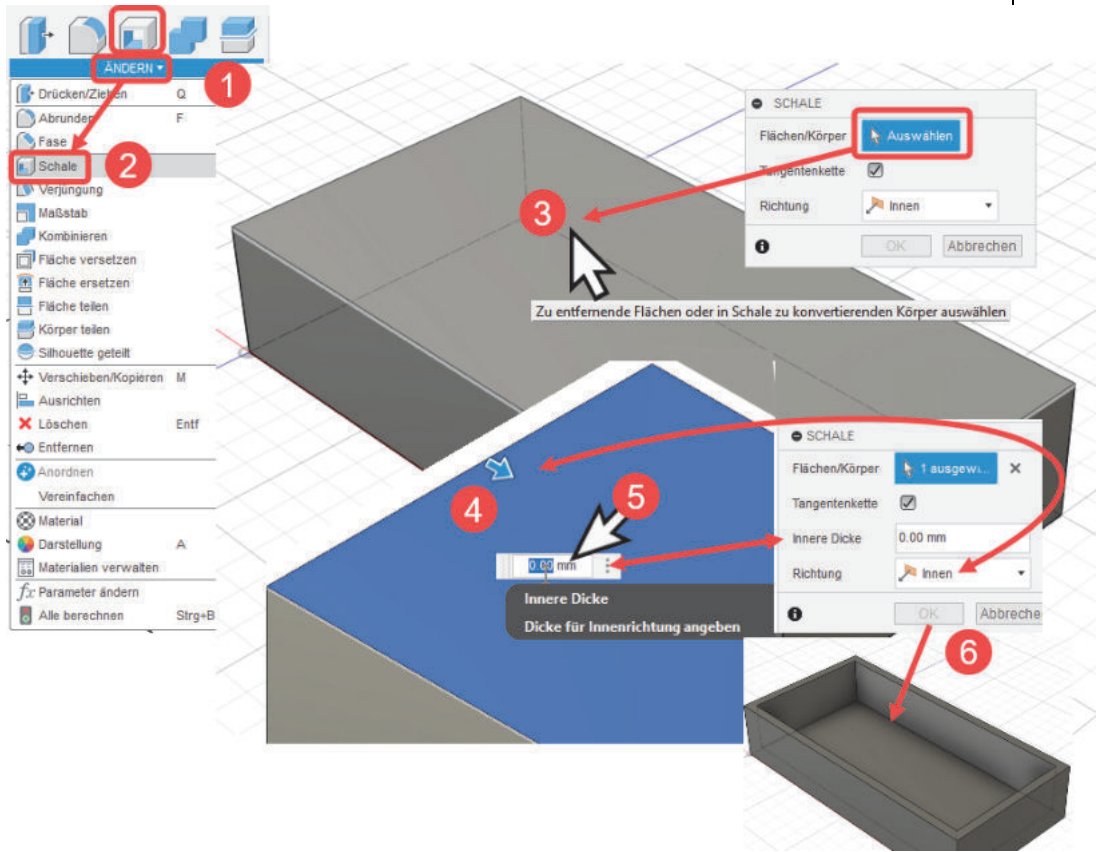 ÄNDERN
1
Drücken/Ziehen Q
Abrunden F
Fase
Schale
2
Verjüngung
Maßstab
Kombinieren
Fläche versetzen
Fläche ersetzen
Fläche teilen
Körper teilen
Silhouette geteilt
Verschieben/Kopieren M
Ausrichten
Löschen Entf
Entfernen
Anordnen
Vereinfachen
Material
Darstellung A
Materialien verwalten
fx Parameter ändern
Alle berechnen Strg+B
SCHALE
Flächen/Körper Auswählen
Tangentenkette
Richtung Innen
OK Abbrechen
3
Zu entfernende Flächen oder in Schale zu konvertierenden Körper auswählen
4
5
0.00 mm
Innere Dicke
Dicke für Innenrichtung angeben
SCHALE
Flächen/Körper 1 ausgewi...
Tangentenkette
Innere Dicke 0.00 mm
Richtung Innen
OK Abbreche
6